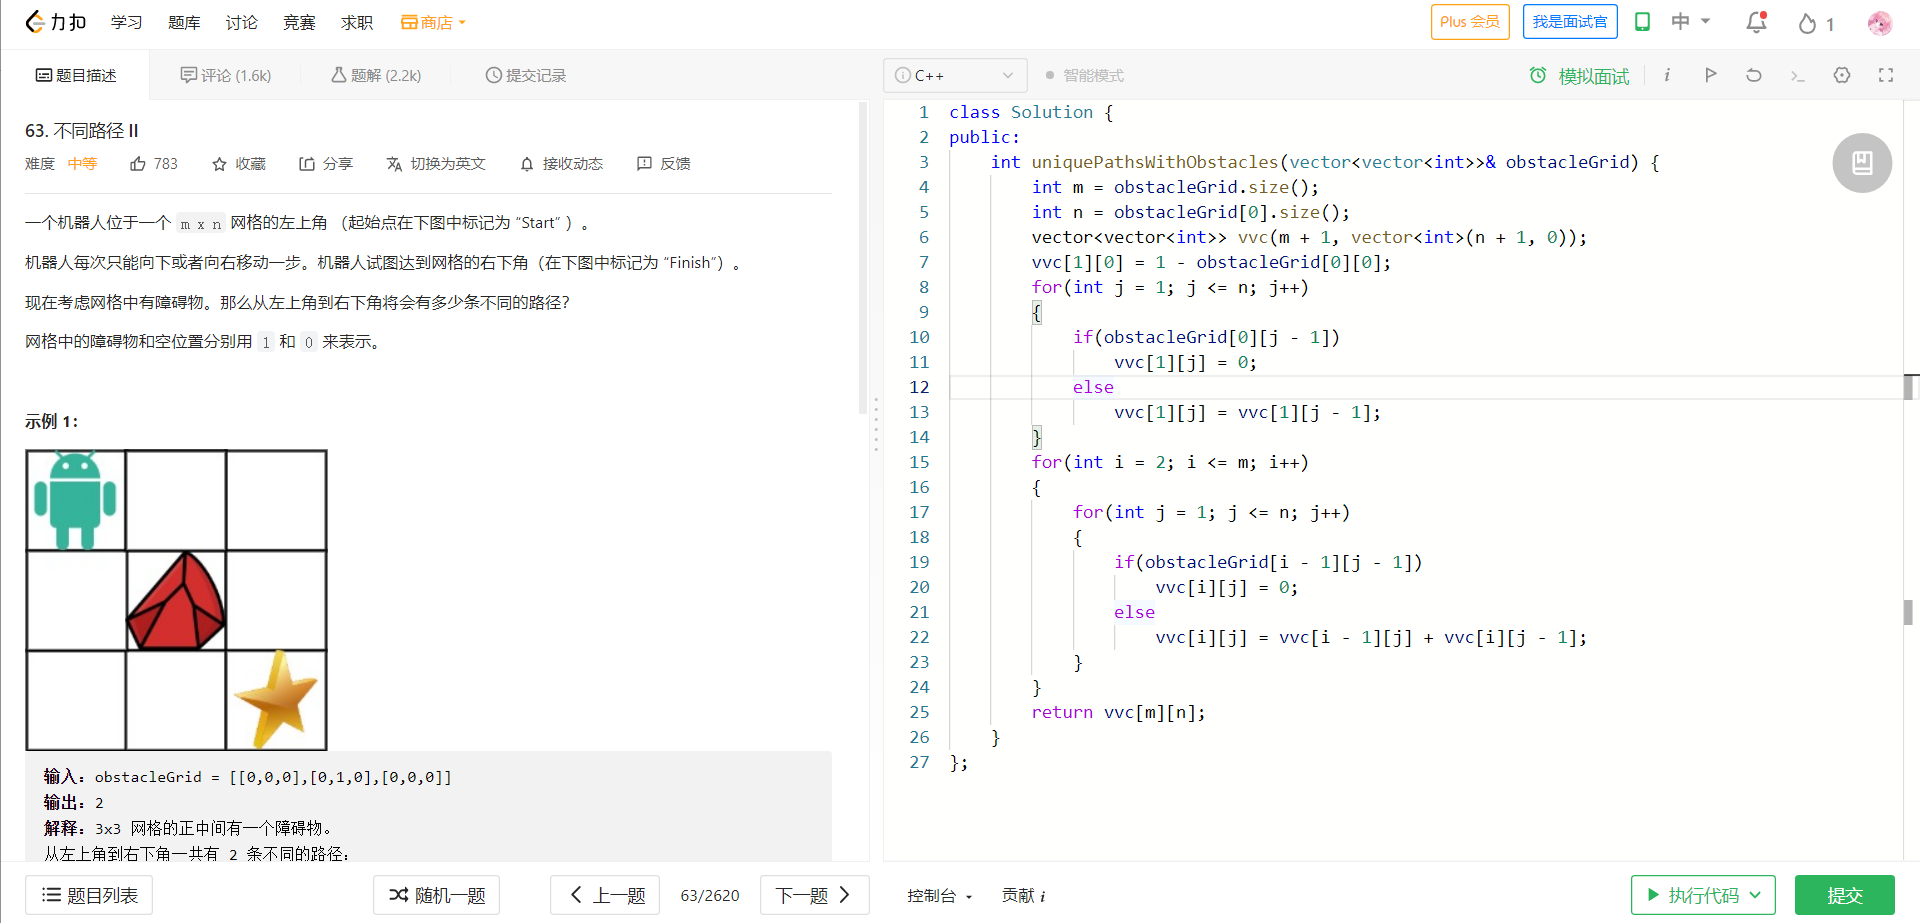 力扣 学习 题库 讨论 竞赛 求职 商店 Plus 会员 我是面试官 中 1
题目描述 评论 (1.6k) 题解 (2.2k) 提交记录
63. 不同路径 II
难度 中等 783 收藏 分享 切换为英文 接收动态 反馈
一个机器人位于一个 m x n 网格的左上角 （起始点在下图中标记为 “Start” ）。
机器人每次只能向下或者向右移动一步。机器人试图达到网格的右下角（在下图中标记为 “Finish”）。
现在考虑网格中有障碍物。那么从左上角到右下角将会有多少条不同的路径？
网格中的障碍物和空位置分别用 1 和 0 来表示。
示例 1：
输入：obstacleGrid = [[0,0,0],[0,1,0],[0,0,0]]
输出：2
解释：3x3 网格的正中间有一个障碍物。
从左上角到右下角一共有 2 条不同的路径：
题目列表 随机一题 上一题 63/2620 下一题
C++ 智能模式 模拟面试
1 class Solution {
2 public:
3     int uniquePathsWithObstacles(vector<vector<int>>& obstacleGrid) {
4         int m = obstacleGrid.size();
5         int n = obstacleGrid[0].size();
6         vector<vector<int>> vvc(m + 1, vector<int>(n + 1, 0));
7         vvc[1][0] = 1 - obstacleGrid[0][0];
8         for(int j = 1; j <= n; j++)
9         {
10             if(obstacleGrid[0][j - 1])
11                 vvc[1][j] = 0;
12             else
13                 vvc[1][j] = vvc[1][j - 1];
14         }
15         for(int i = 2; i <= m; i++)
16         {
17             for(int j = 1; j <= n; j++)
18             {
19                 if(obstacleGrid[i - 1][j - 1])
20                     vvc[i][j] = 0;
21                 else
22                     vvc[i][j] = vvc[i - 1][j] + vvc[i][j - 1];
23             }
24         }
25         return vvc[m][n];
26     }
27 };
控制台 贡献 i 执行代码 提交